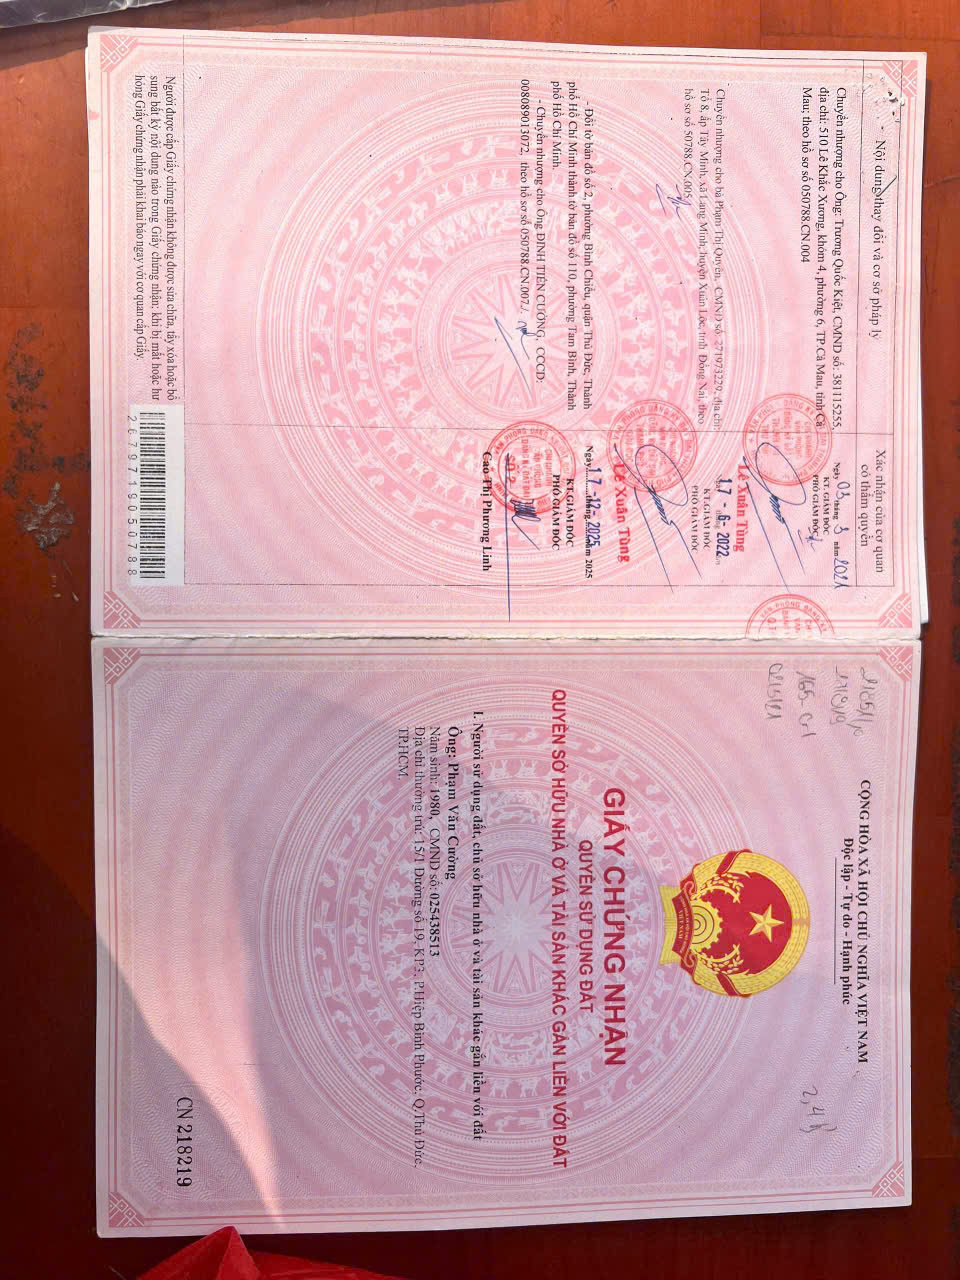 Nội dung thay đổi và cơ sở pháp lý
Xác nhận của cơ quan
có thẩm quyền
Chuyển nhượng cho Ông: Trương Quốc Kiệt, CMND số: 381115255,
địa chỉ: 510 Lê Khắc Xương, khóm 4, phường 6, TP.Cà Mau, tỉnh Cà
Mau; theo hồ sơ số 050788.CN.004
Ngày 03 tháng 3 năm 2021
KT. GIÁM ĐỐC
PHÓ GIÁM ĐỐC
Lê Xuân Tùng
Chuyển nhượng cho bà Phạm Thị Quyên, CMND số: 271973229, địa chỉ:
Tổ 8, ấp Tây Minh, xã Lang Minh, huyện Xuân Lộc, tỉnh Đồng Nai, theo
hồ sơ số 50788.CN.005
17 -6- 2022
KT. GIÁM ĐỐC
PHÓ GIÁM ĐỐC
Lê Xuân Tùng
- Đổi tờ bản đồ số 2, phường Bình Chiểu, quận Thủ Đức, Thành
phố Hồ Chí Minh thành tờ bản đồ số 110, phường Tam Bình, Thành
phố Hồ Chí Minh.
- Chuyển nhượng cho Ông ĐINH TIẾN CƯỜNG, CCCD:
008089013072, theo hồ sơ số 050788.CN.007./.
Ngày 17 -12- 2025 tháng năm 2025
KT.GIÁM ĐỐC
PHÓ GIÁM ĐỐC
Cao Thị Phương Linh
Người được cấp Giấy chứng nhận không được sửa chữa, tẩy xóa hoặc bổ
sung bất kỳ nội dung nào trong Giấy chứng nhận; khi bị mất hoặc hư
hỏng Giấy chứng nhận phải khai báo ngay với cơ quan cấp Giấy.
26797119050788
CỘNG HÒA XÃ HỘI CHỦ NGHĨA VIỆT NAM
Độc lập - Tự do - Hạnh phúc
VIỆT NAM
GIẤY CHỨNG NHẬN
QUYỀN SỬ DỤNG ĐẤT
QUYỀN SỞ HỮU NHÀ Ở VÀ TÀI SẢN KHÁC GẮN LIỀN VỚI ĐẤT
I. Người sử dụng đất, chủ sở hữu nhà ở và tài sản khác gắn liền với đất
Ông: Phạm Văn Cường
Năm sinh: 1980, CMND số: 025438513
Địa chỉ thường trú: 15/1 Đường số 19, KP3, P.Hiệp Bình Phước, Q.Thủ Đức,
TP.HCM.
CN 218219